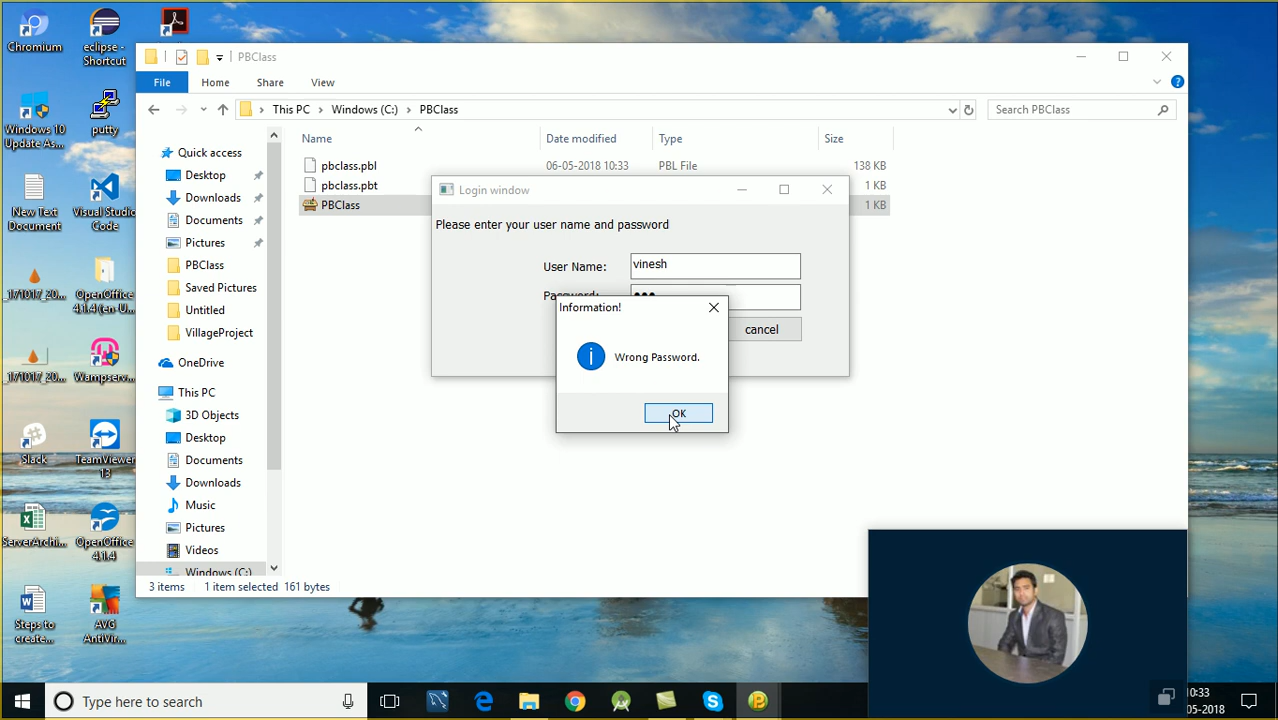 Chromium
eclipse -
Shortcut
Windows 10
Update As...
putty
New Text
Document
Visual Studio
Code
_171017_20...
OpenOffice
4.1.4 (en-U...
_171017_20...
Wampserv...
Slack
TeamViewer
13
ServerArchi...
OpenOffice
4.1.4
Steps to
create...
AVG
AntiVir...
PBClass
File Home Share View
This PC Windows (C:) PBClass
Search PBClass
Name Date modified Type Size
pbclass.pbl 06-05-2018 10:33 PBL File 138 KB
pbclass.pbt 1 KB
PBClass 1 KB
Quick access
Desktop
Downloads
Documents
Pictures
PBClass
Saved Pictures
Untitled
VillageProject
OneDrive
This PC
3D Objects
Desktop
Documents
Downloads
Music
Pictures
Videos
Windows (C:)
3 items 1 item selected 161 bytes
Login window
Please enter your user name and password
User Name: vinesh
Password:
cancel
Information!
Wrong Password.
OK
Type here to search
10:33
05-2018